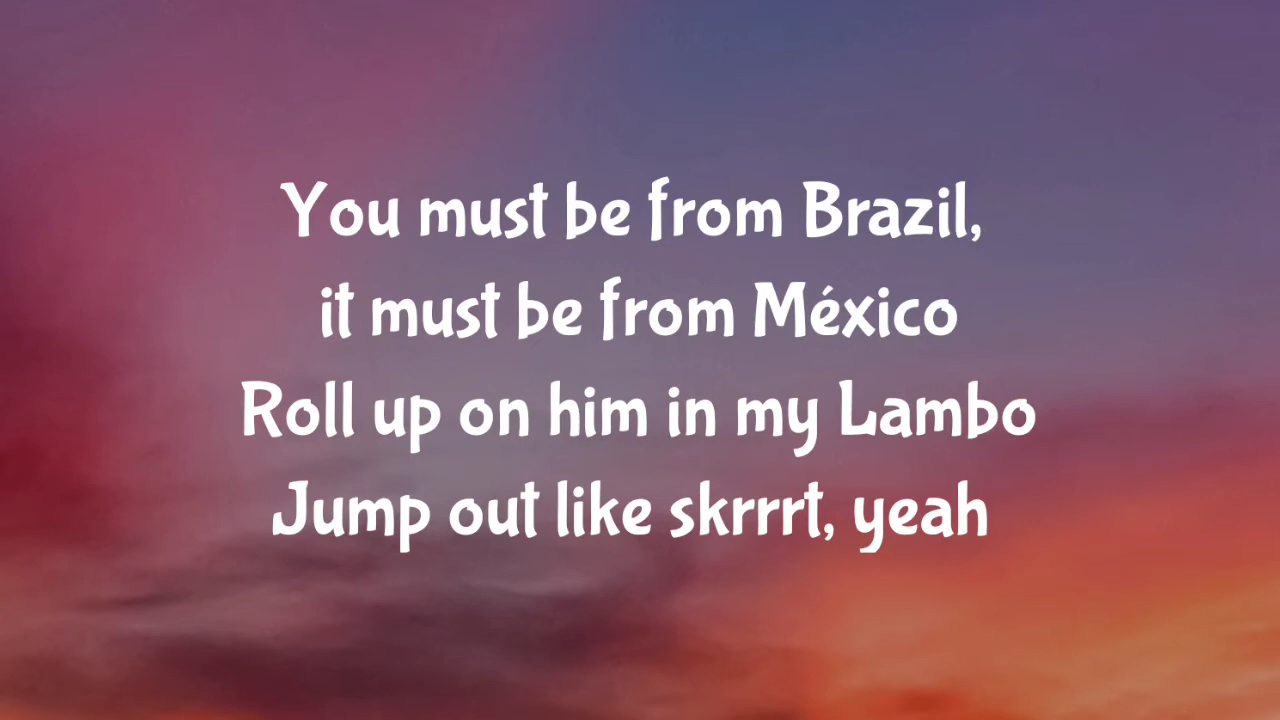 You must be from Brazil,
it must be from México
Roll up on him in my Lambo
Jump out like skrrrt, yeah